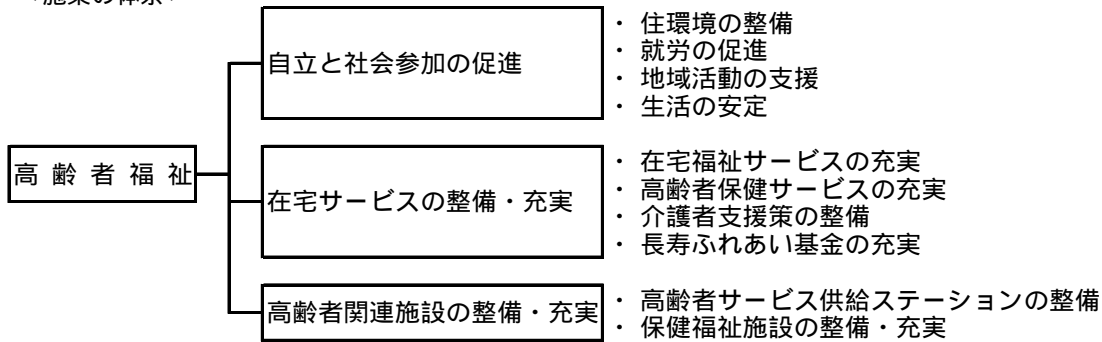 高齢者福祉
自立と社会参加の促進
・住環境の整備
・就労の促進
・地域活動の支援
・生活の安定
在宅サービスの整備・充実
・在宅福祉サービスの充実
・高齢者保健サービスの充実
・介護者支援策の整備
・長寿ふれあい基金の充実
高齢者関連施設の整備・充実
・高齢者サービス供給ステーションの整備
・保健福祉施設の整備・充実